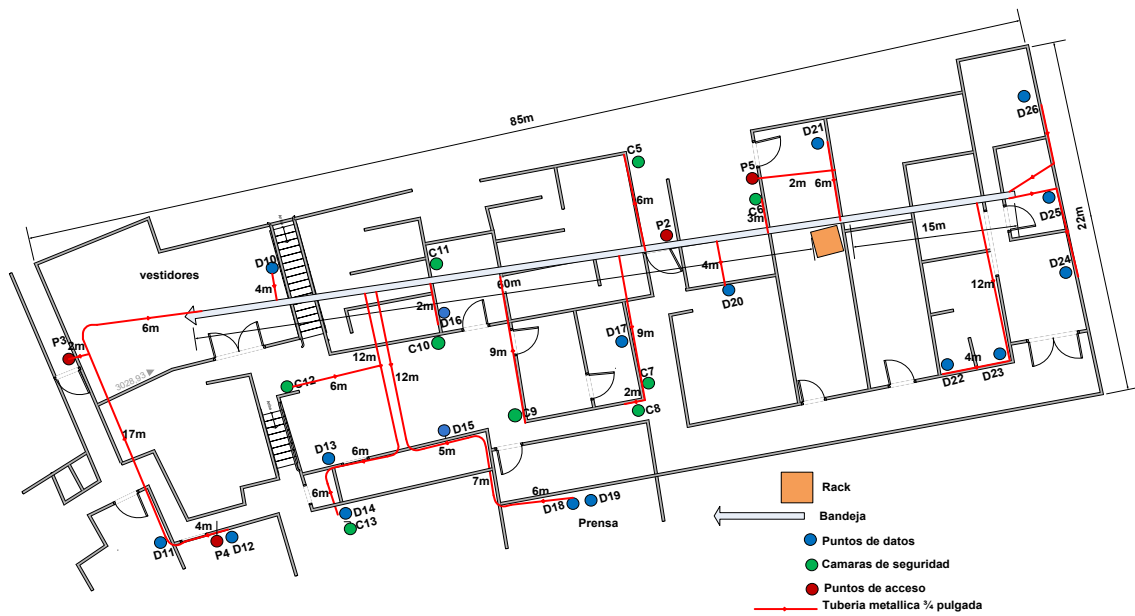 85m
D26
D21
C5
P5
2m
6m
C6
3m
6m
P2
D25
22m
15m
C11
D10
vestidores
4m
60m
4m
D24
D20
12m
2m
D16
6m
P3
2m
D17
9m
C10
12m
9m
3028.93
C12
6m
12m
4m
D22
D23
C7
2m
C8
C9
D15
17m
D13
6m
5m
6m
7m
6m
D18
D19
D14
C13
Prensa
4m
D11
P4
D12
Rack
Bandeja
Puntos de datos
Camaras de seguridad
Puntos de acceso
Tuberia metallica ¾ pulgada